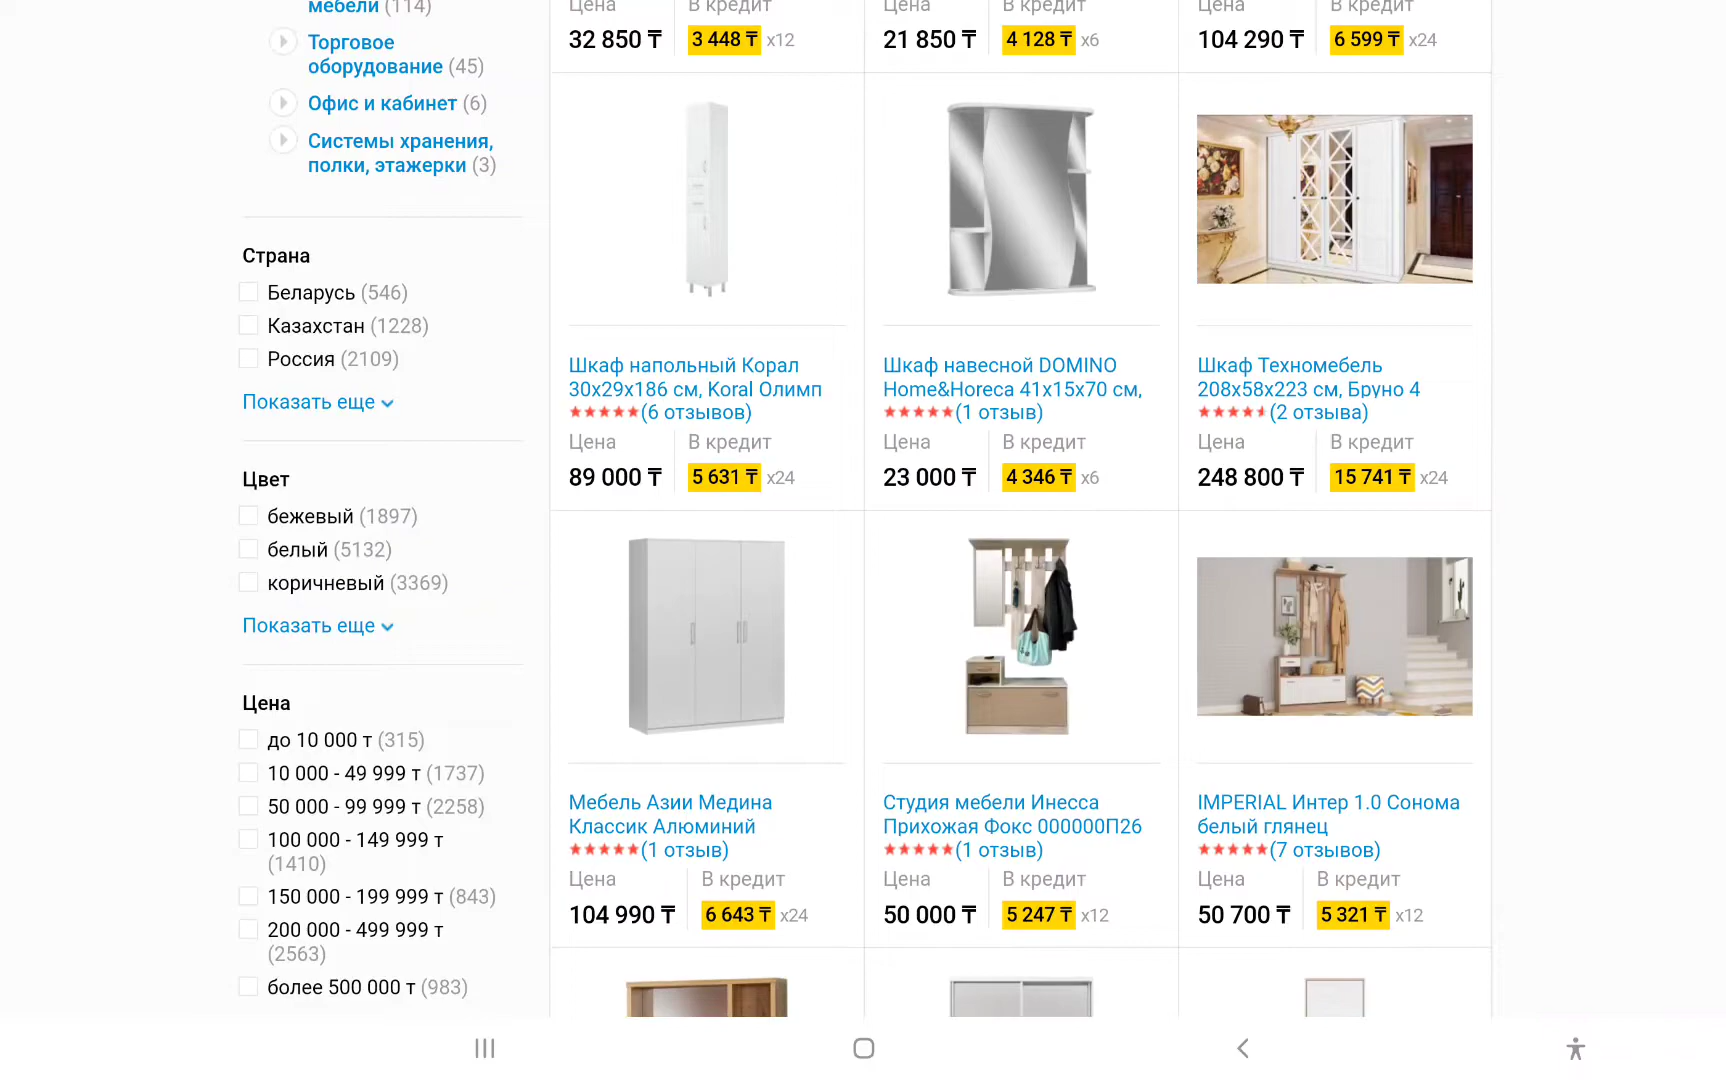 мебели (114)
Торговое
оборудование (45)
Офис и кабинет (6)
Системы хранения,
полки, этажерки (3)
Страна
Беларусь (546)
Казахстан (1228)
Россия (2109)
Показать еще
Цвет
бежевый (1897)
белый (5132)
коричневый (3369)
Показать еще
Цена
до 10 000 т (315)
10 000 - 49 999 т (1737)
50 000 - 99 999 т (2258)
100 000 - 149 999 т
(1410)
150 000 - 199 999 т (843)
200 000 - 499 999 т
(2563)
более 500 000 т (983)
Цена В кредит
32 850 ₸ 3 448 ₸ x12
Цена В кредит
21 850 ₸ 4 128 ₸ x6
Цена В кредит
104 290 ₸ 6 599 ₸ x24
Шкаф напольный Корал
30x29x186 см, Koral Олимп
(6 отзывов)
Цена В кредит
89 000 ₸ 5 631 ₸ x24
Шкаф навесной DOMINO
Home&Horeca 41x15x70 см,
(1 отзыв)
Цена В кредит
23 000 ₸ 4 346 ₸ x6
Шкаф Техномебель
208x58x223 см, Бруно 4
(2 отзыва)
Цена В кредит
248 800 ₸ 15 741 ₸ x24
Мебель Азии Медина
Классик Алюминий
(1 отзыв)
Цена В кредит
104 990 ₸ 6 643 ₸ x24
Студия мебели Инесса
Прихожая Фокс 000000П26
(1 отзыв)
Цена В кредит
50 000 ₸ 5 247 ₸ x12
IMPERIAL Интер 1.0 Сонома
белый глянец
(7 отзывов)
Цена В кредит
50 700 ₸ 5 321 ₸ x12